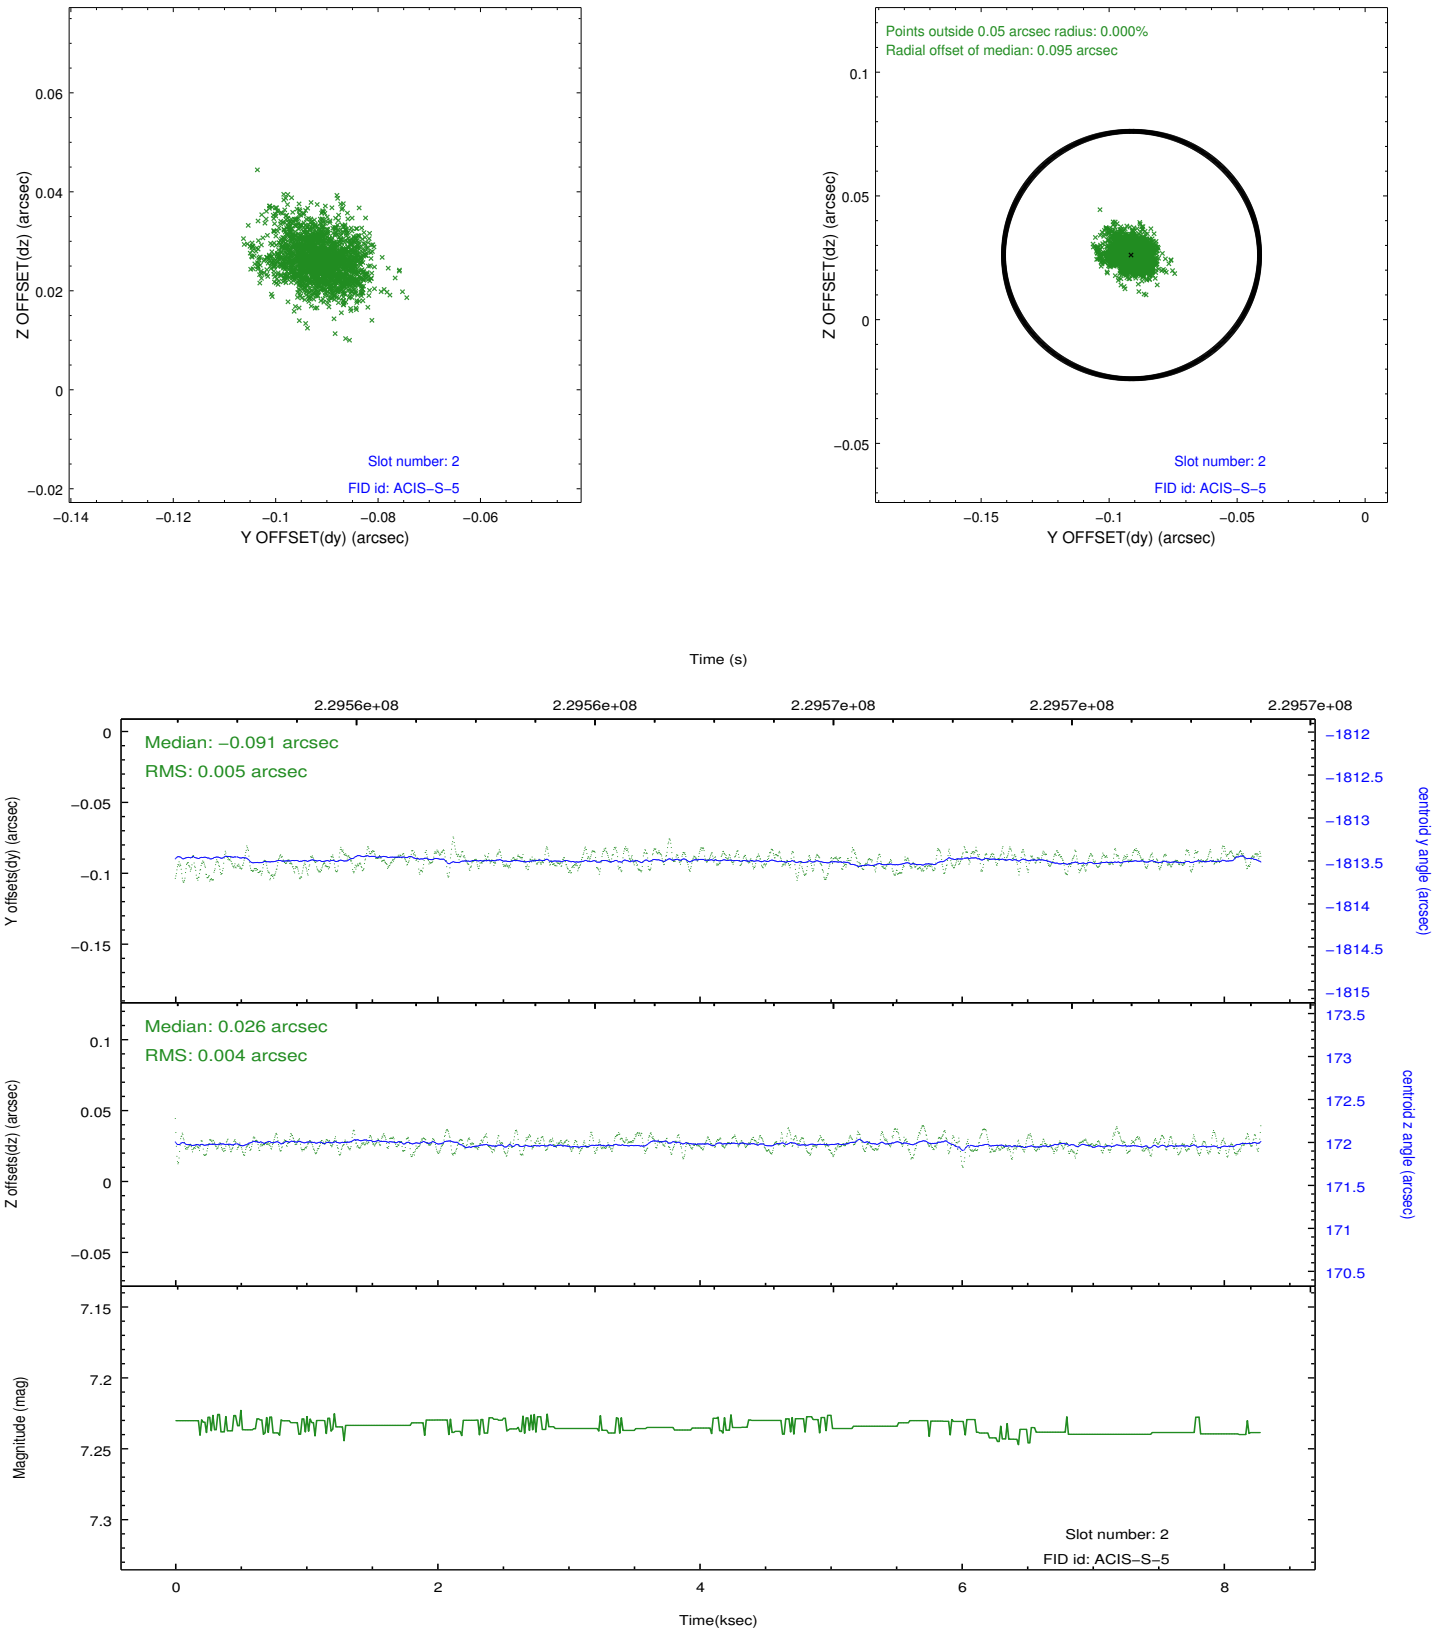 0.06
0.04
0.02
0
−0.02
−0.14
−0.12
−0.1
−0.08
−0.06
Z OFFSET(dz) (arcsec)
Y OFFSET(dy) (arcsec)
Slot number: 2
FID id: ACIS−S−5
Points outside 0.05 arcsec radius: 0.000%
Radial offset of median: 0.095 arcsec
0.1
0.05
0
−0.05
−0.15
−0.1
−0.05
0
Z OFFSET(dz) (arcsec)
Y OFFSET(dy) (arcsec)
Slot number: 2
FID id: ACIS−S−5
Time (s)
2.2956e+08
2.2956e+08
2.2957e+08
2.2957e+08
2.2957e+08
Median: −0.091 arcsec
RMS: 0.005 arcsec
0
−0.05
−0.1
−0.15
Y offsets(dy) (arcsec)
−1812
−1812.5
−1813
−1813.5
−1814
−1814.5
−1815
centroid y angle (arcsec)
Median: 0.026 arcsec
RMS: 0.004 arcsec
0.1
0.05
0
−0.05
Z offsets(dz) (arcsec)
173.5
173
172.5
172
171.5
171
170.5
centroid z angle (arcsec)
7.15
7.2
7.25
7.3
Magnitude (mag)
Slot number: 2
FID id: ACIS−S−5
0
2
4
6
8
Time(ksec)